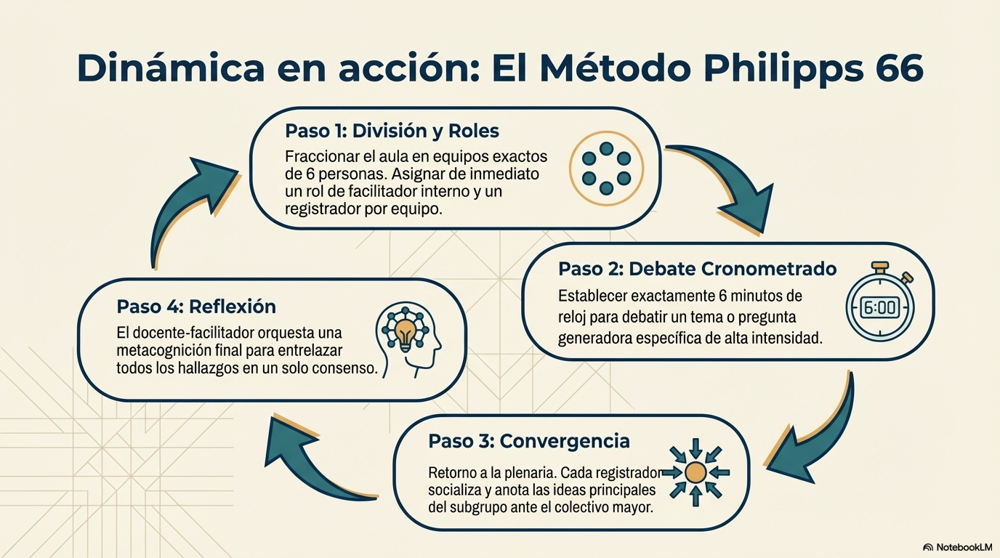 Dinámica en acción: El Método Philipps 66
Paso 1: División y Roles
Fraccionar el aula en equipos exactos
de 6 personas. Asignar de inmediato
un rol de facilitador interno y un
registrador por equipo.
Paso 2: Debate Cronometrado
Establecer exactamente 6 minutos de
reloj para debatir un tema o pregunta
generadora específica de alta intensidad.
6:00
Paso 3: Convergencia
Retorno a la plenaria. Cada registrador
socializa y anota las ideas principales
del subgrupo ante el colectivo mayor.
Paso 4: Reflexión
El docente-facilitador orquesta una
metacognición final para entrelazar
todos los hallazgos en un solo consenso.
NotebookLM